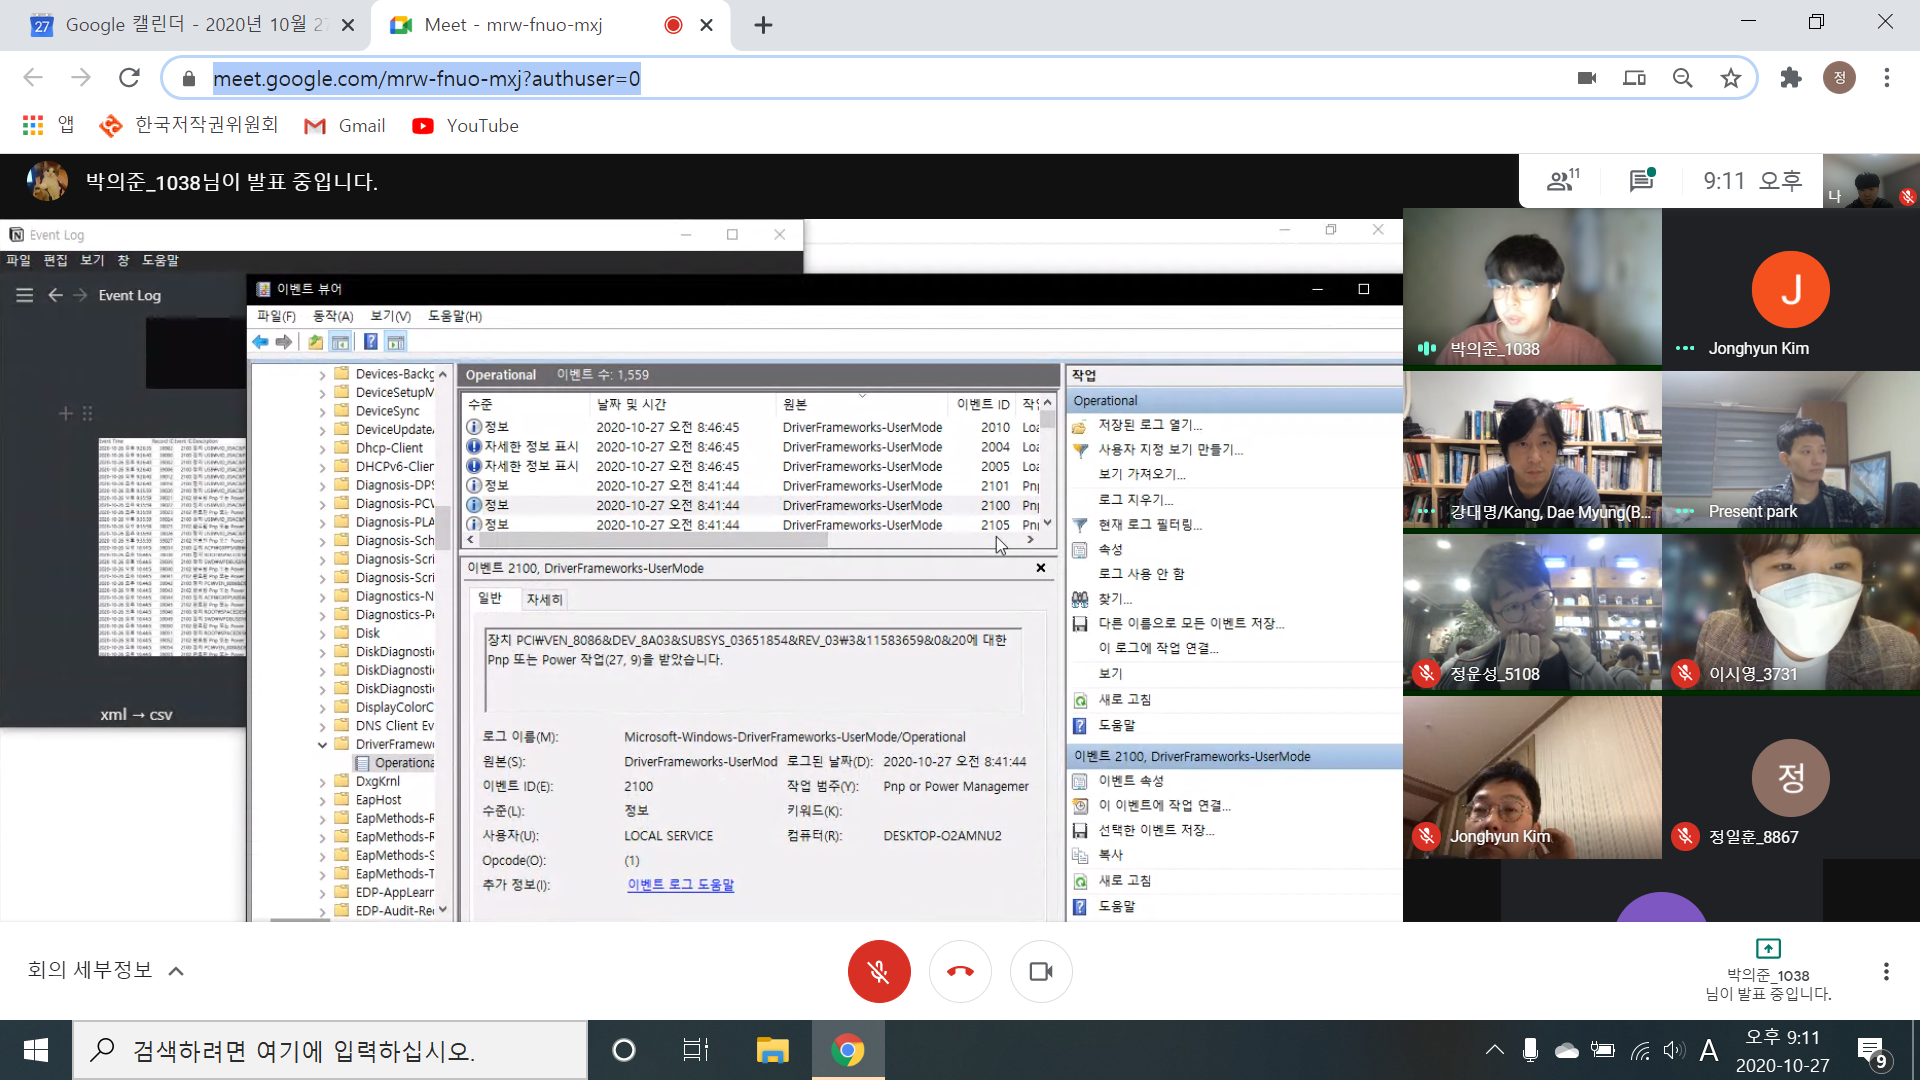 Google 캘린더 - 2020년 10월 27
Meet - mrw-fnuo-mxj
meet.google.com/mrw-fnuo-mxj?authuser=0
정
앱
한국저작권위원회
Gmail
YouTube
박의준_1038님이 발표 중입니다.
11
9:11 오후
나
Event Log
파일 편집 보기 창 도움말
Event Log
xml → csv
이벤트 뷰어
파일(F) 동작(A) 보기(V) 도움말(H)
Devices-Backg
DeviceSetupM
DeviceSync
DeviceUpdate
Dhcp-Client
DHCPv6-Clier
Diagnosis-DPS
Diagnosis-PCV
Diagnosis-PLA
Diagnosis-Sch
Diagnosis-Scri
Diagnosis-Scri
Diagnostics-N
Diagnostics-Pe
Disk
DiskDiagnostic
DiskDiagnostic
DiskDiagnostic
DisplayColorC
DNS Client Ev
DriverFramew
Operationa
DxgKrnl
EapHost
EapMethods-R
EapMethods-R
EapMethods-S
EapMethods-T
EDP-AppLearn
EDP-Audit-Re
Operational 이벤트 수: 1,559
수준 날짜 및 시간 원본 이벤트 ID 작업
정보 2020-10-27 오전 8:46:45 DriverFrameworks-UserMode 2010 Loa
자세한 정보 표시 2020-10-27 오전 8:46:45 DriverFrameworks-UserMode 2004 Loa
자세한 정보 표시 2020-10-27 오전 8:46:45 DriverFrameworks-UserMode 2005 Loa
정보 2020-10-27 오전 8:41:44 DriverFrameworks-UserMode 2101 Pnp
정보 2020-10-27 오전 8:41:44 DriverFrameworks-UserMode 2100 Pnp
정보 2020-10-27 오전 8:41:44 DriverFrameworks-UserMode 2105 Pnp
이벤트 2100, DriverFrameworks-UserMode
일반 자세히
장치 PCI₩VEN_8086&DEV_8A03&SUBSYS_03651854&REV_03₩3&11583659&0&20에 대한
Pnp 또는 Power 작업(27, 9)을 받았습니다.
로그 이름(M): Microsoft-Windows-DriverFrameworks-UserMode/Operational
원본(S): DriverFrameworks-UserMod 로그된 날짜(D): 2020-10-27 오전 8:41:44
이벤트 ID(E): 2100 작업 범주(Y): Pnp or Power Managemer
수준(L): 정보 키워드(K):
사용자(U): LOCAL SERVICE 컴퓨터(R): DESKTOP-O2AMNU2
Opcode(O): (1)
추가 정보(I): 이벤트 로그 도움말
작업
Operational
저장된 로그 열기...
사용자 지정 보기 만들기...
보기 가져오기...
로그 지우기...
현재 로그 필터링...
속성
로그 사용 안 함
찾기...
다른 이름으로 모든 이벤트 저장...
이 로그에 작업 연결...
보기
새로 고침
도움말
이벤트 2100, DriverFrameworks-UserMode
이벤트 속성
이 이벤트에 작업 연결...
선택한 이벤트 저장...
복사
새로 고침
도움말
박의준_1038
J
Jonghyun Kim
강대명/Kang, Dae Myung(B...
Present park
정운성_5108
이시영_3731
Jonghyun Kim
정
정일훈_8867
회의 세부정보
박의준_1038
님이 발표 중입니다.
검색하려면 여기에 입력하십시오.
A
오후 9:11
2020-10-27
9